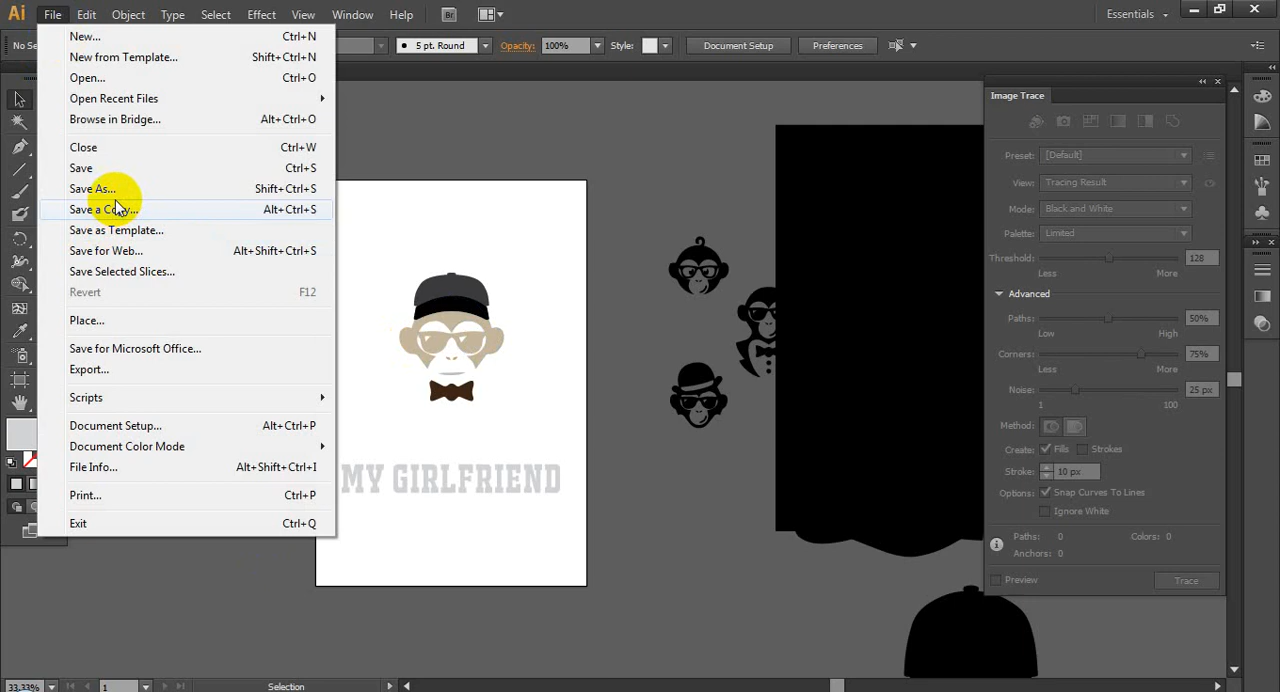 Ai File Edit Object Type Select Effect View Window Help Br Essentials
5 pt. Round Opacity: 100% Style: Document Setup Preferences
New... Ctrl+N
New from Template... Shift+Ctrl+N
Open... Ctrl+O
Open Recent Files
Browse in Bridge... Alt+Ctrl+O
Close Ctrl+W
Save Ctrl+S
Save As... Shift+Ctrl+S
Save a Copy... Alt+Ctrl+S
Save as Template...
Save for Web... Alt+Shift+Ctrl+S
Save Selected Slices...
Revert F12
Place...
Save for Microsoft Office...
Export...
Scripts
Document Setup... Alt+Ctrl+P
Document Color Mode
File Info... Alt+Shift+Ctrl+I
Print... Ctrl+P
Exit Ctrl+Q
MY GIRLFRIEND
Image Trace
Preset: [Default]
View: Tracing Result
Mode: Black and White
Palette: Limited
Threshold: 128
Less More
Advanced
Paths: 50%
Low High
Corners: 75%
Less More
Noise: 25 px
1 100
Method:
Create: Fills Strokes
Stroke: 10 px
Options: Snap Curves To Lines
Ignore White
Paths: 0 Colors: 0
Anchors: 0
Preview Trace
33.33% 1 Selection